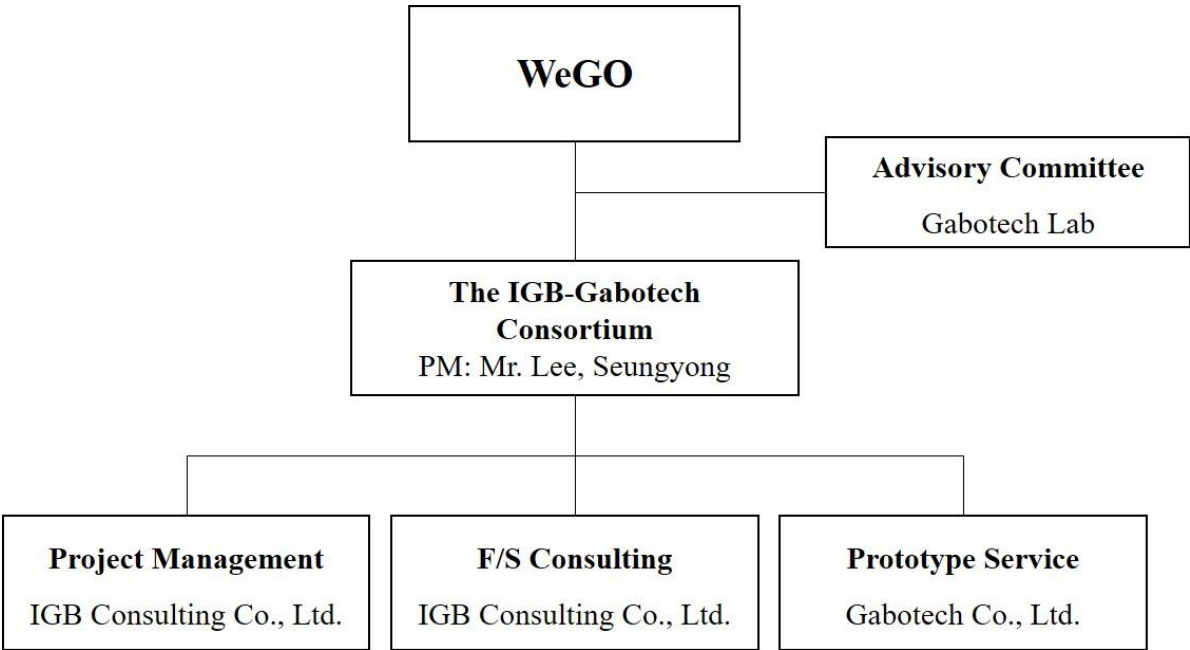 WeGO
Advisory Committee
Gabotech Lab
The IGB-Gabotech
Consortium
PM: Mr. Lee, Seungyong
Project Management
IGB Consulting Co., Ltd.
F/S Consulting
IGB Consulting Co., Ltd.
Prototype Service
Gabotech Co., Ltd.